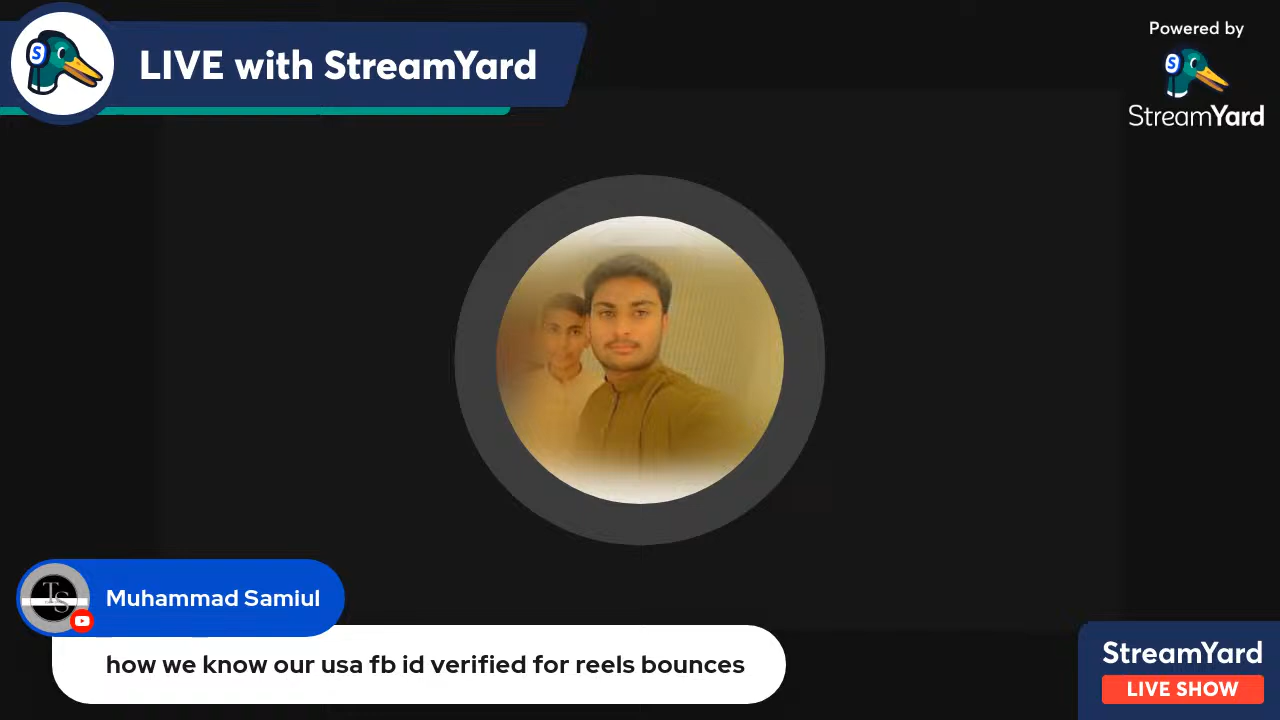 LIVE with StreamYard
Powered by
S
S
StreamYard
TS
Muhammad Samiul
how we know our usa fb id verified for reels bounces
StreamYard
LIVE SHOW